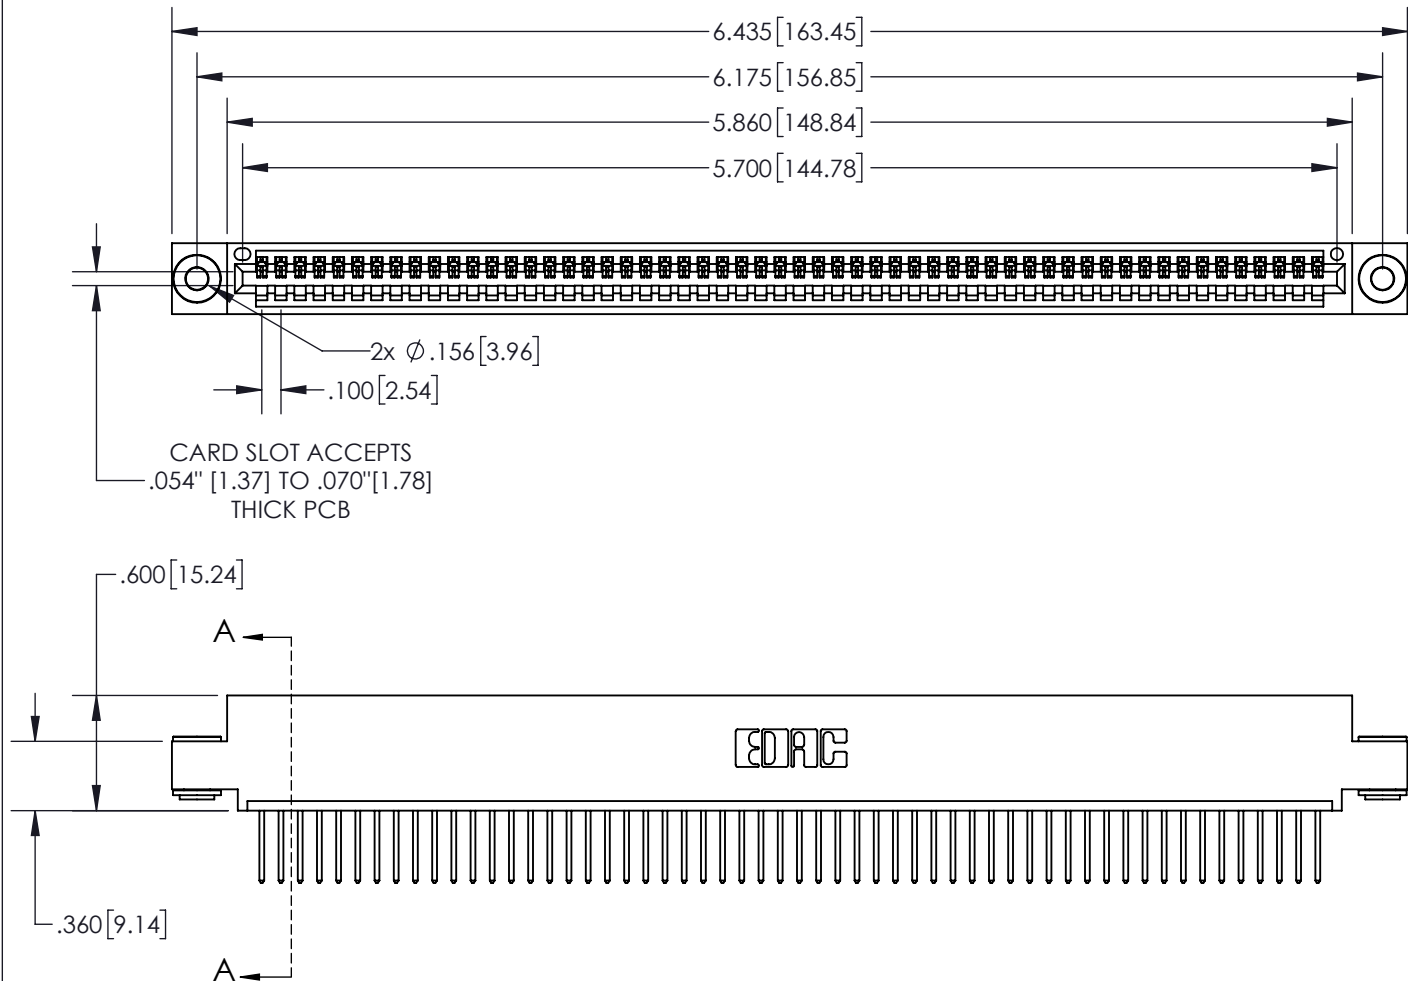 6.435[163.45]
6.175[156.85]
5.860[148.84]
5.700[144.78]
2x Ø.156[3.96]
.100[2.54]
CARD SLOT ACCEPTS
.054" [1.37] TO .070"[1.78]
THICK PCB
.600[15.24]
A
EDAC
.360[9.14]
A